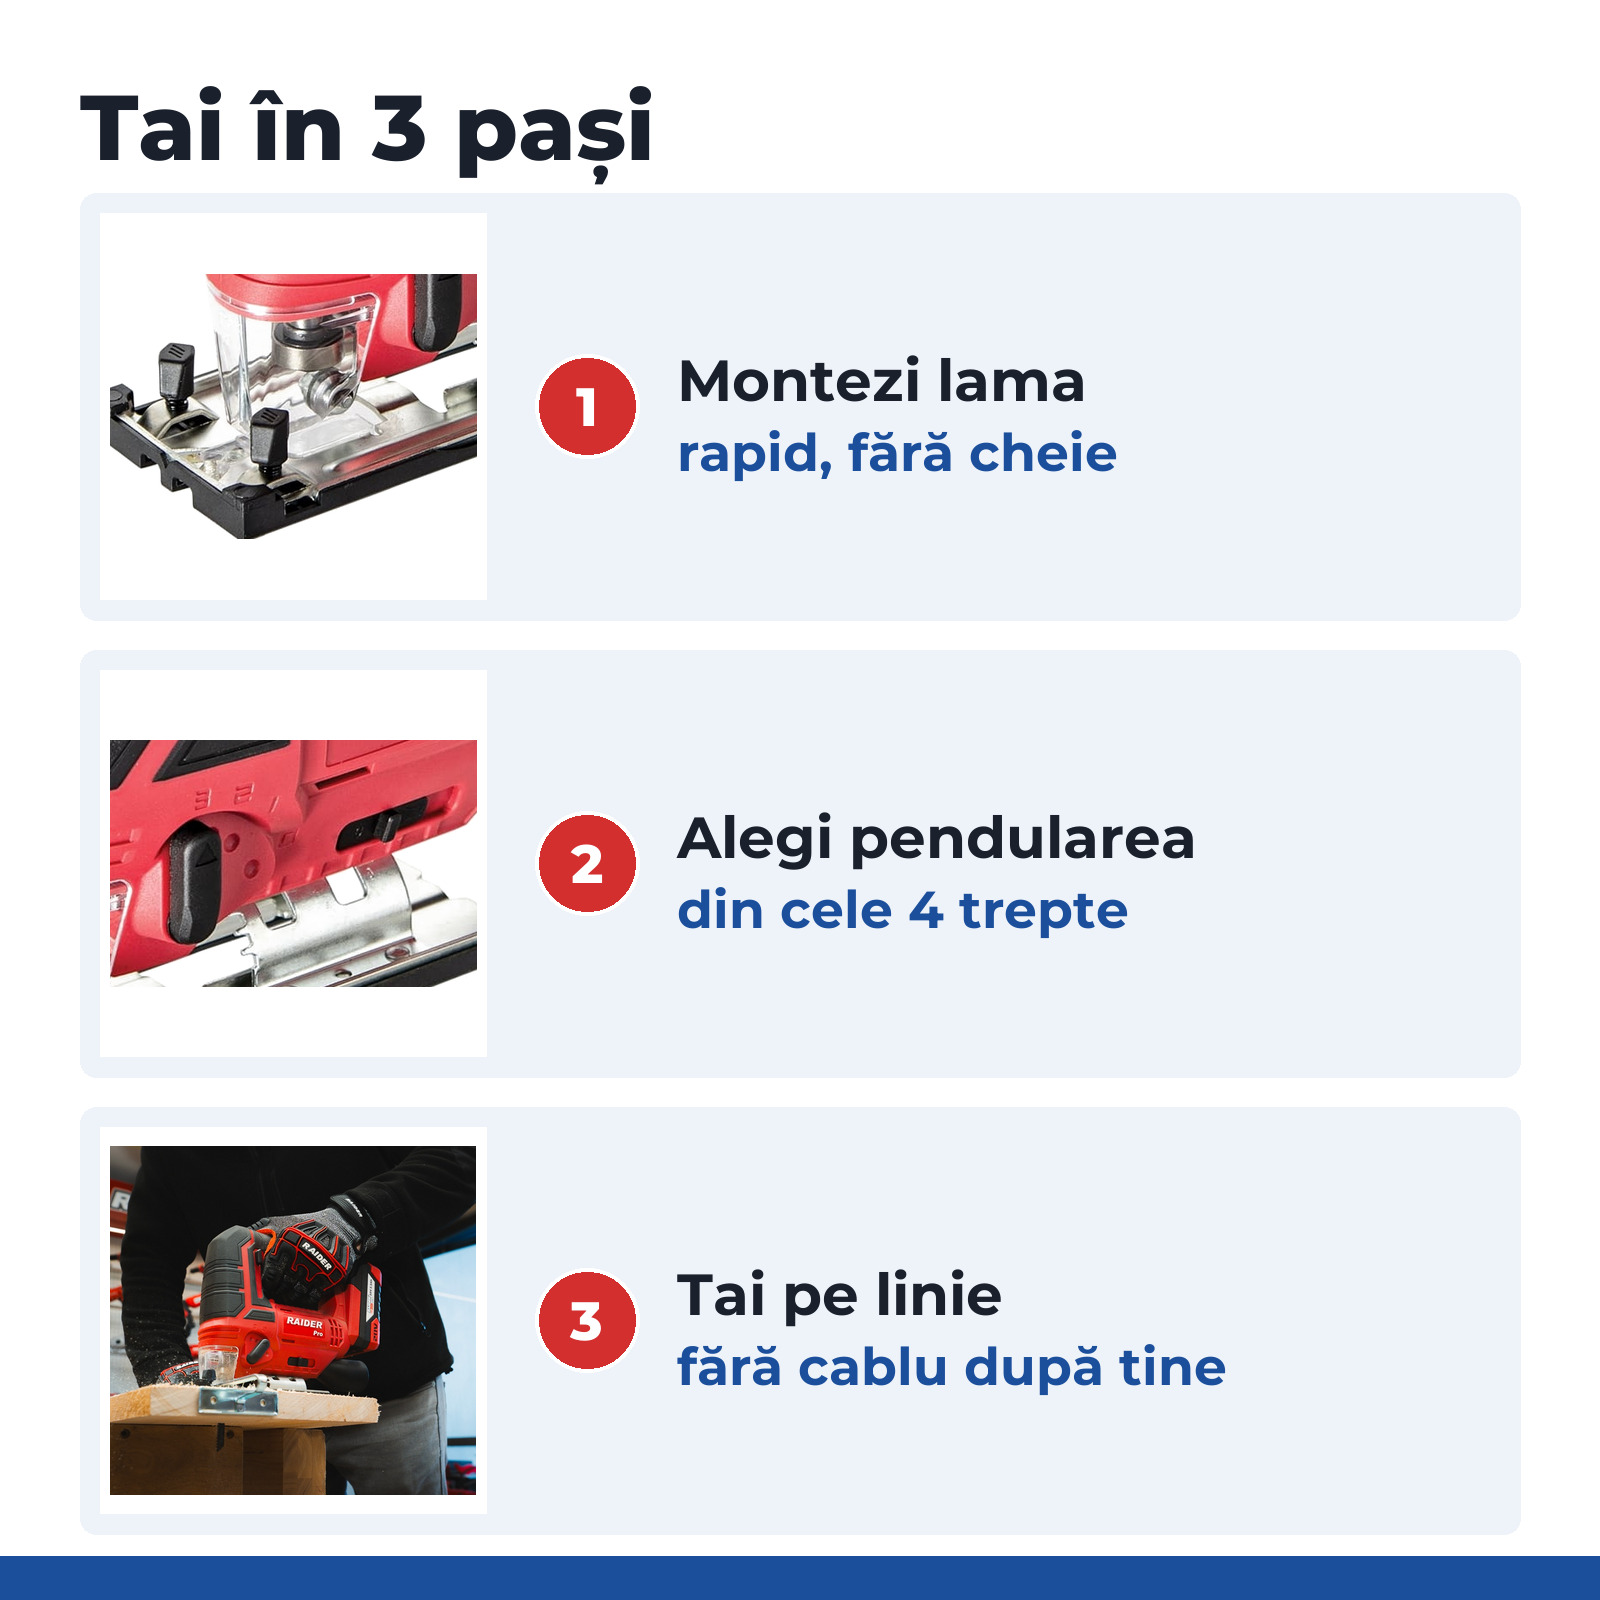 Tai în 3 pași
1
Montezi lama
rapid, fără cheie
2
Alegi pendularea
din cele 4 trepte
3
Tai pe linie
fără cablu după tine
RAIDER
RAIDER
Pro